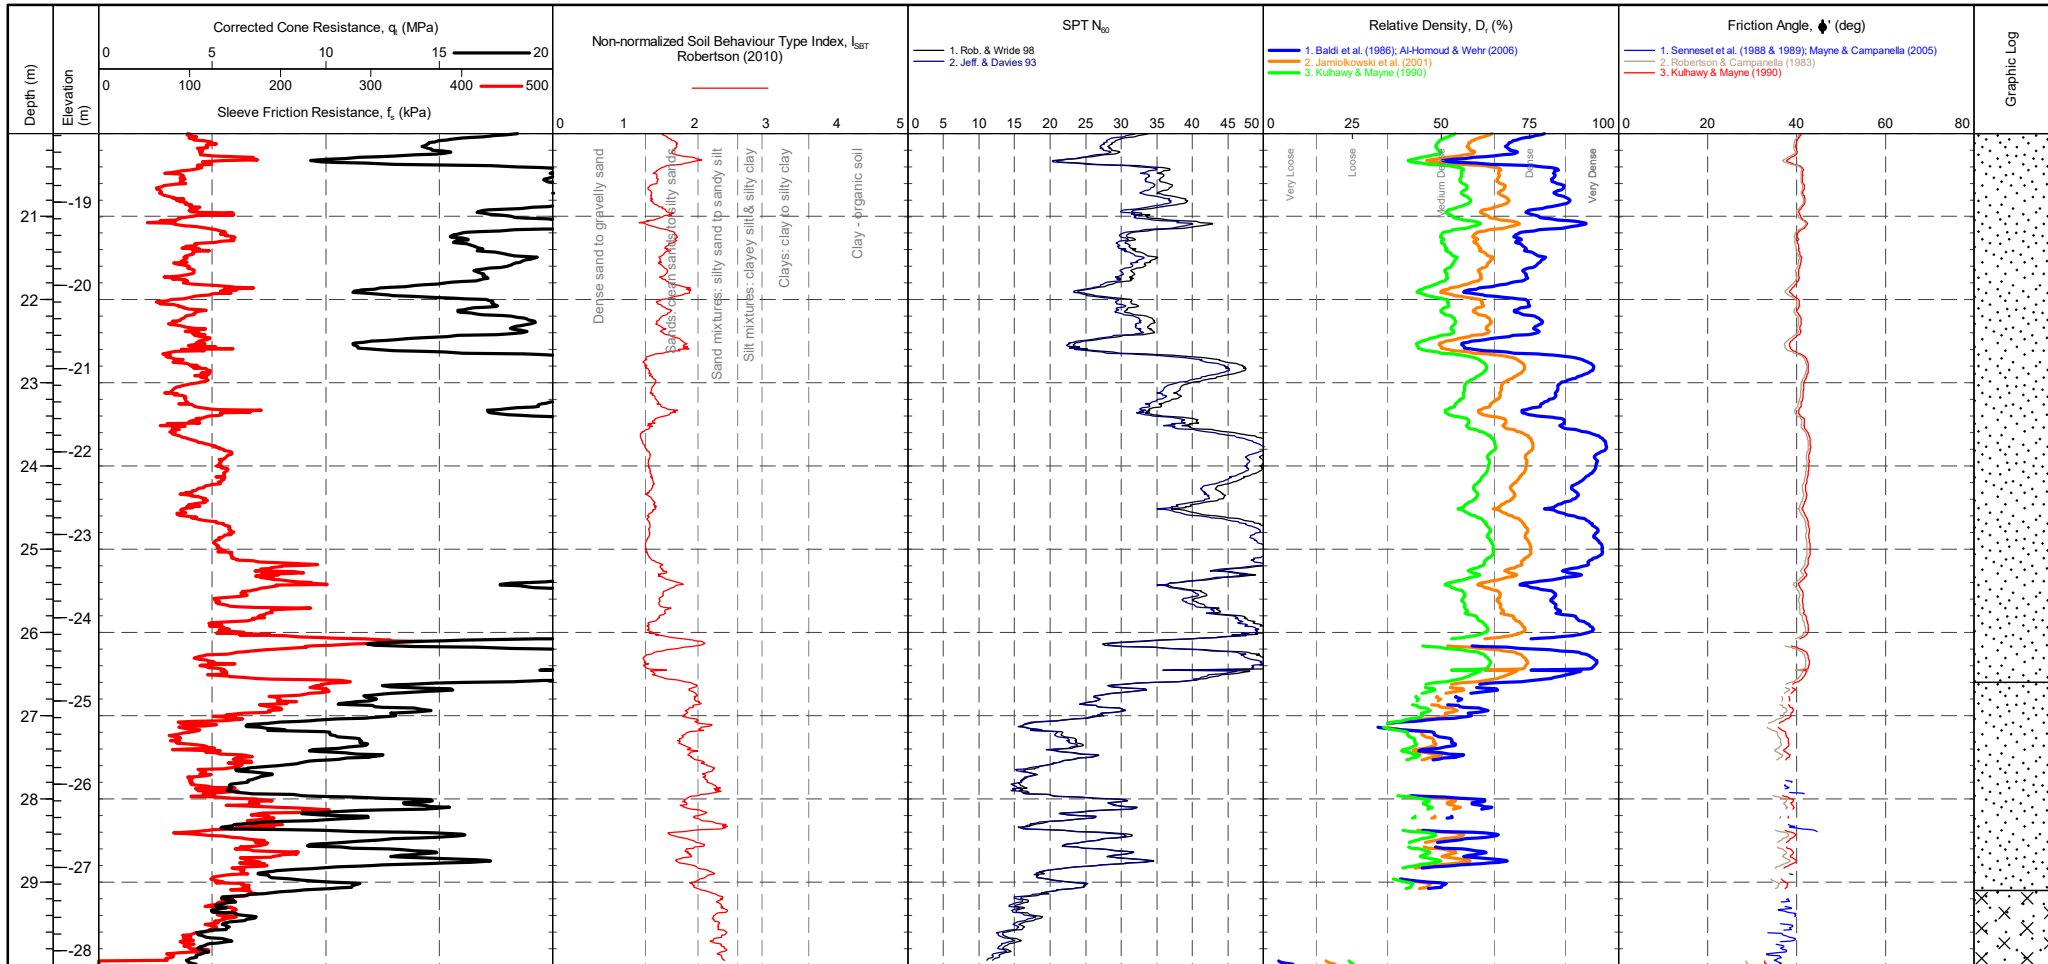 Depth (m)
Elevation
(m)
Corrected Cone Resistance, qt (MPa)
0 5 10 15 20
0 100 200 300 400 500
Sleeve Friction Resistance, fs (kPa)
Non-normalized Soil Behaviour Type Index, ISBT
Robertson (2010)
0 1 2 3 4 5
Dense sand to gravelly sand
Sands: clean sands to silty sands
Sand mixtures: silty sand to sandy silt
Silt mixtures: clayey silt & silty clay
Clays: clay to silty clay
Clay - organic soil
SPT N60
1. Rob. & Wride 98
2. Jeff. & Davies 93
0 5 10 15 20 25 30 35 40 45 50
Relative Density, Dr (%)
1. Baldi et al. (1986); Al-Homoud & Wehr (2006)
2. Jamiolkowski et al. (2001)
3. Kulhawy & Mayne (1990)
0 25 50 75 100
Very Loose
Loose
Medium Dense
Dense
Very Dense
Friction Angle, ϕ' (deg)
1. Senneset et al. (1988 & 1989); Mayne & Campanella (2005)
2. Robertson & Campanella (1983)
3. Kulhawy & Mayne (1990)
0 20 40 60 80
Graphic Log
21
22
23
24
25
26
27
28
29
-19
-20
-21
-22
-23
-24
-25
-26
-27
-28